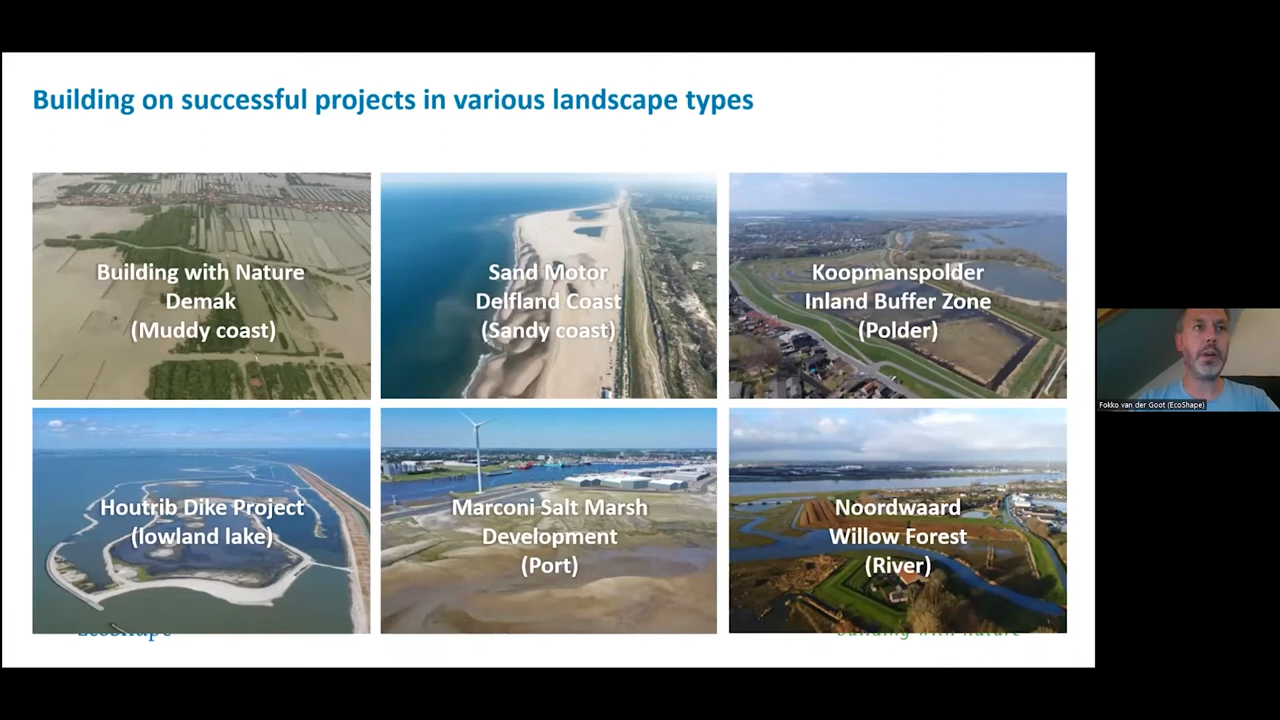 Building on successful projects in various landscape types
Building with Nature
Demak
(Muddy coast)
Sand Motor
Delfland Coast
(Sandy coast)
Koopmanspolder
Inland Buffer Zone
(Polder)
Houtrib Dike Project
(lowland lake)
Marconi Salt Marsh
Development
(Port)
Noordwaard
Willow Forest
(River)
EcoShape
building with nature
Fokko van der Goot (EcoShape)